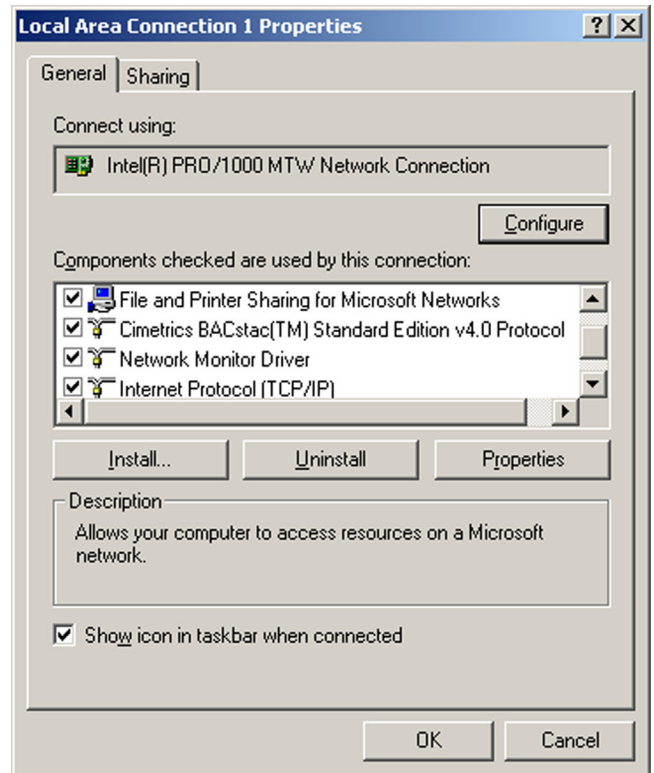 Local Area Connection 1 Properties
General
Sharing
Connect using:
Intel(R) PRO/1000 MTW Network Connection
Configure
Components checked are used by this connection:
File and Printer Sharing for Microsoft Networks
Cimetrics BACstac(TM) Standard Edition v4.0 Protocol
Network Monitor Driver
Internet Protocol (TCP/IP)
Install...
Uninstall
Properties
Description
Allows your computer to access resources on a Microsoft
network.
Show icon in taskbar when connected
OK
Cancel